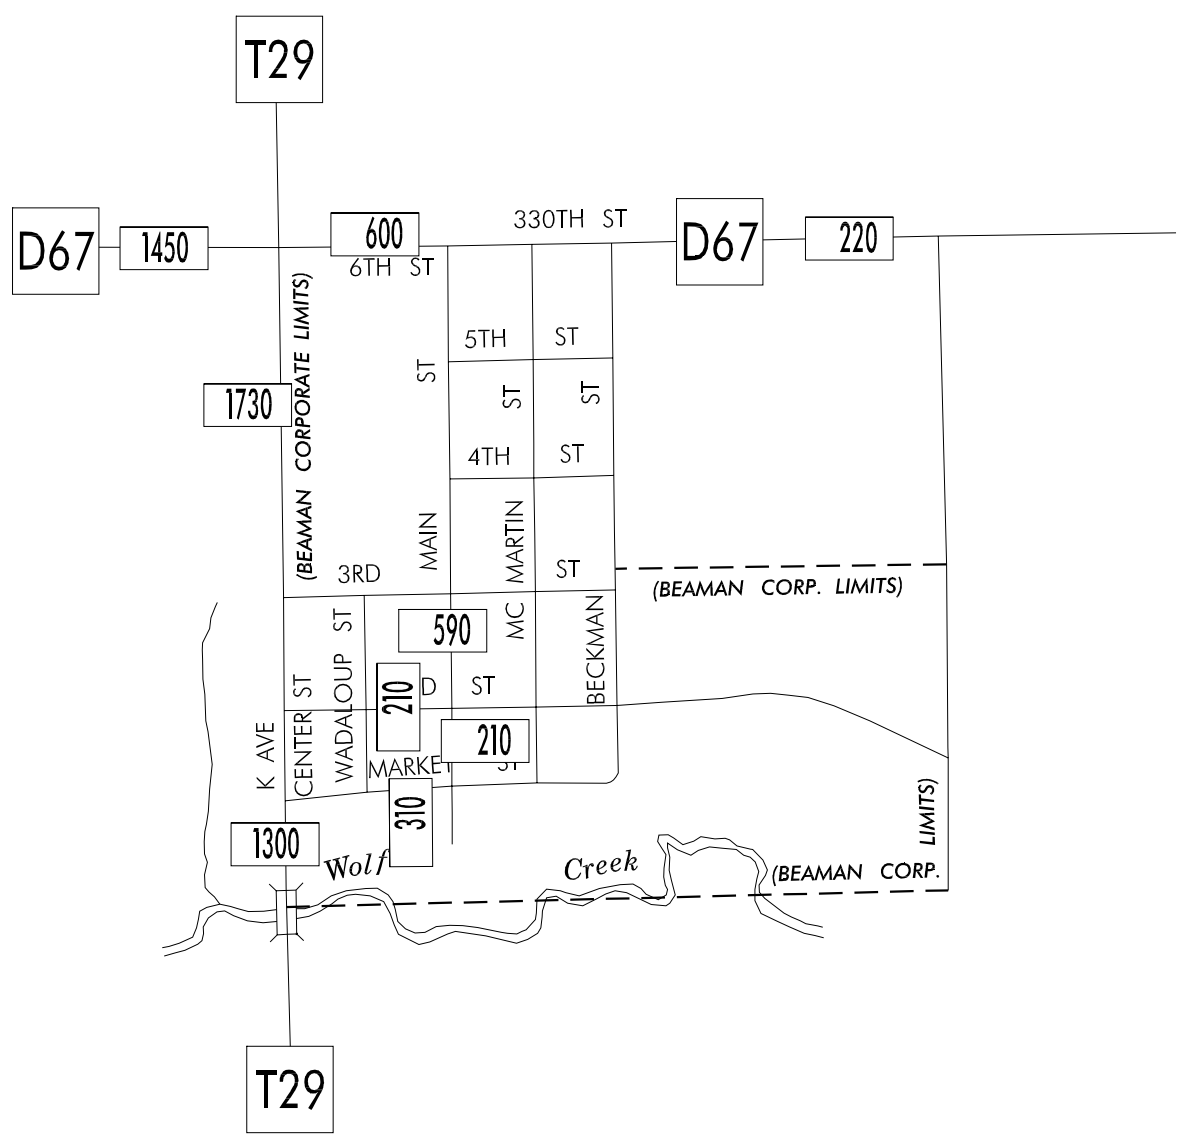 T29
330TH ST
D67
1450
600
D67
220
6TH ST
(BEAMAN CORPORATE LIMITS)
5TH ST
1730
4TH ST
MAIN ST
MC MARTIN ST
BECKMAN ST
3RD ST
(BEAMAN CORP. LIMITS)
590
WADALOUP ST
CENTER ST
K AVE
210
D ST
210
MARKET ST
310
1300
Wolf Creek
(BEAMAN CORP. LIMITS)
T29